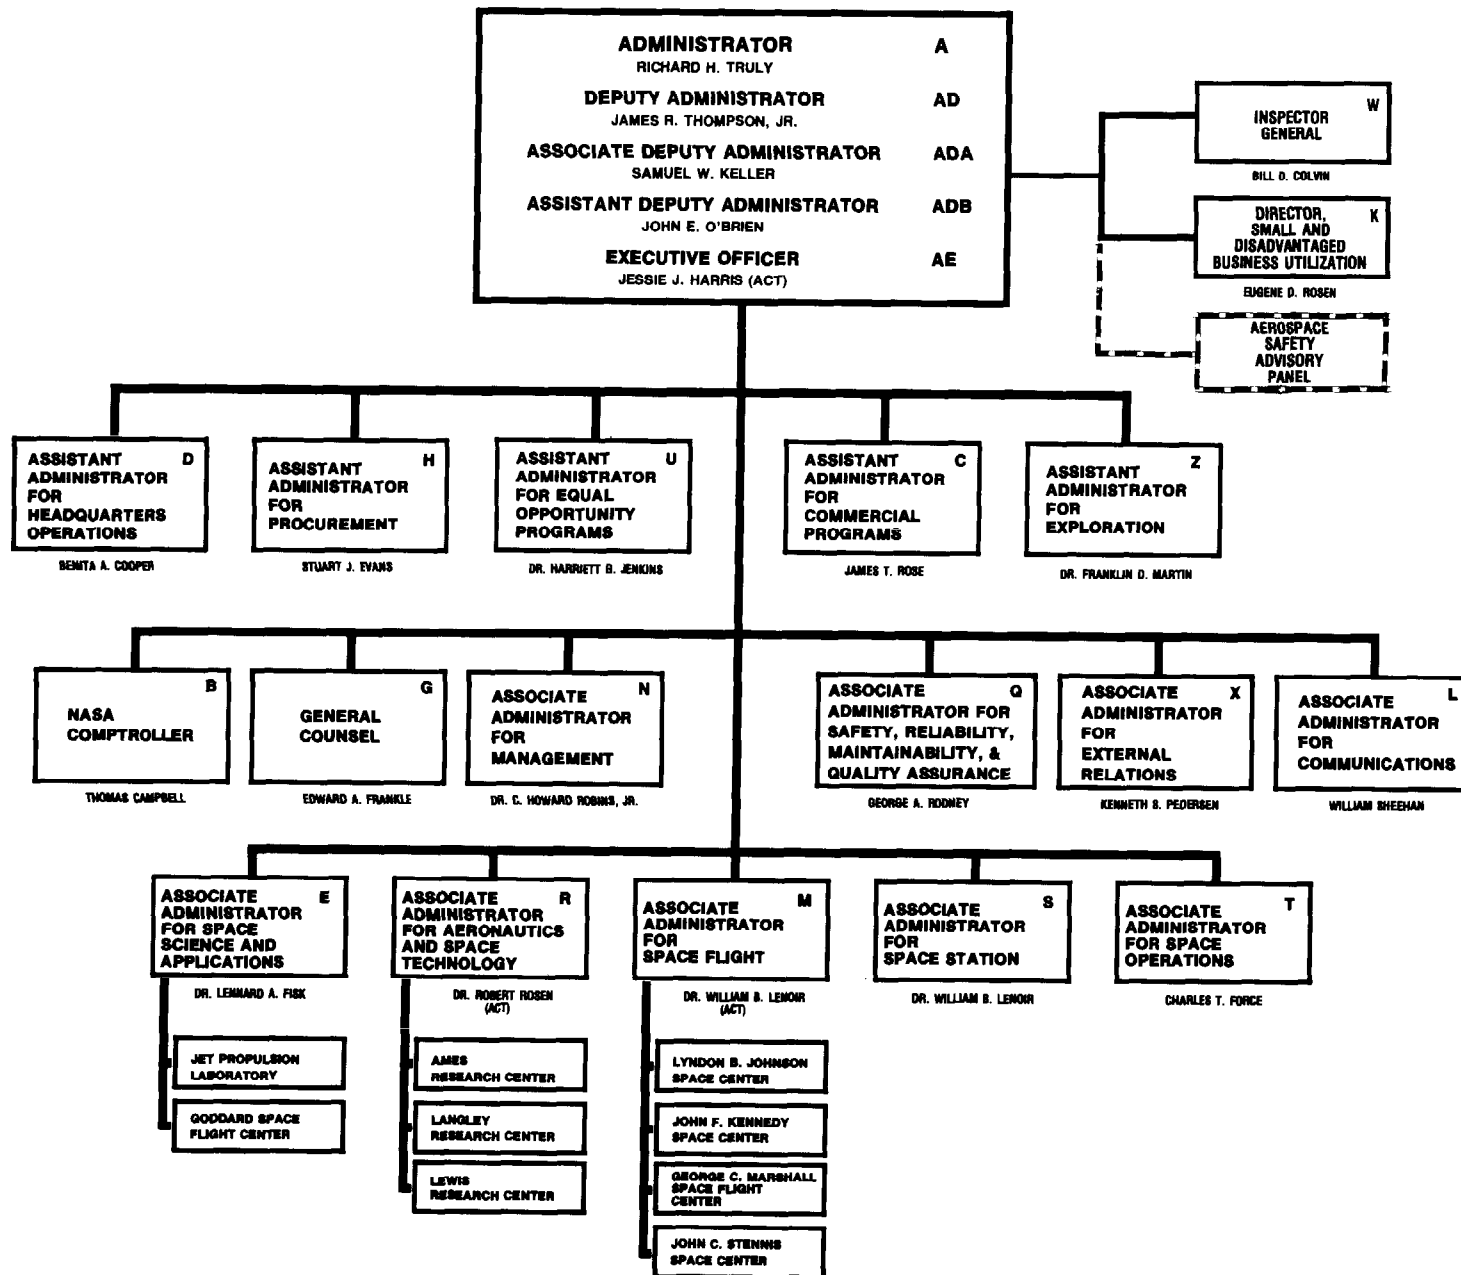 ADMINISTRATOR A
RICHARD H. TRULY
DEPUTY ADMINISTRATOR AD
JAMES R. THOMPSON, JR.
ASSOCIATE DEPUTY ADMINISTRATOR ADA
SAMUEL W. KELLER
ASSISTANT DEPUTY ADMINISTRATOR ADB
JOHN E. O'BRIEN
EXECUTIVE OFFICER AE
JESSIE J. HARRIS (ACT)
W
INSPECTOR
GENERAL
BILL D. COLVIN
DIRECTOR, K
SMALL AND
DISADVANTAGED
BUSINESS UTILIZATION
EUGENE D. ROSEN
AEROSPACE
SAFETY
ADVISORY
PANEL
ASSISTANT D
ADMINISTRATOR
FOR
HEADQUARTERS
OPERATIONS
BENITA A. COOPER
H
ASSISTANT
ADMINISTRATOR
FOR
PROCUREMENT
STUART J. EVANS
ASSISTANT U
ADMINISTRATOR
FOR EQUAL
OPPORTUNITY
PROGRAMS
DR. HARRIETT B. JENKINS
ASSISTANT C
ADMINISTRATOR
FOR
COMMERCIAL
PROGRAMS
JAMES T. ROSE
Z
ASSISTANT
ADMINISTRATOR
FOR
EXPLORATION
DR. FRANKLIN D. MARTIN
B
NASA
COMPTROLLER
THOMAS CAMPBELL
G
GENERAL
COUNSEL
EDWARD A. FRANKLE
N
ASSOCIATE
ADMINISTRATOR
FOR
MANAGEMENT
DR. C. HOWARD ROBINS, JR.
ASSOCIATE Q
ADMINISTRATOR FOR
SAFETY, RELIABILITY,
MAINTAINABILITY, &
QUALITY ASSURANCE
GEORGE A. RODNEY
ASSOCIATE X
ADMINISTRATOR
FOR
EXTERNAL
RELATIONS
KENNETH S. PEDERSEN
L
ASSOCIATE
ADMINISTRATOR
FOR
COMMUNICATIONS
WILLIAM SHEEHAN
ASSOCIATE E
ADMINISTRATOR
FOR SPACE
SCIENCE AND
APPLICATIONS
DR. LENNARD A. FISK
JET PROPULSION
LABORATORY
GODDARD SPACE
FLIGHT CENTER
ASSOCIATE R
ADMINISTRATOR
FOR AERONAUTICS
AND SPACE
TECHNOLOGY
DR. ROBERT ROSEN
(ACT)
AMES
RESEARCH CENTER
LANGLEY
RESEARCH CENTER
LEWIS
RESEARCH CENTER
M
ASSOCIATE
ADMINISTRATOR
FOR
SPACE FLIGHT
DR. WILLIAM B. LENOIR
(ACT)
LYNDON B. JOHNSON
SPACE CENTER
JOHN F. KENNEDY
SPACE CENTER
GEORGE C. MARSHALL
SPACE FLIGHT
CENTER
JOHN C. STENNIS
SPACE CENTER
S
ASSOCIATE
ADMINISTRATOR
FOR
SPACE STATION
DR. WILLIAM B. LENOIR
T
ASSOCIATE
ADMINISTRATOR
FOR SPACE
OPERATIONS
CHARLES T. FORCE